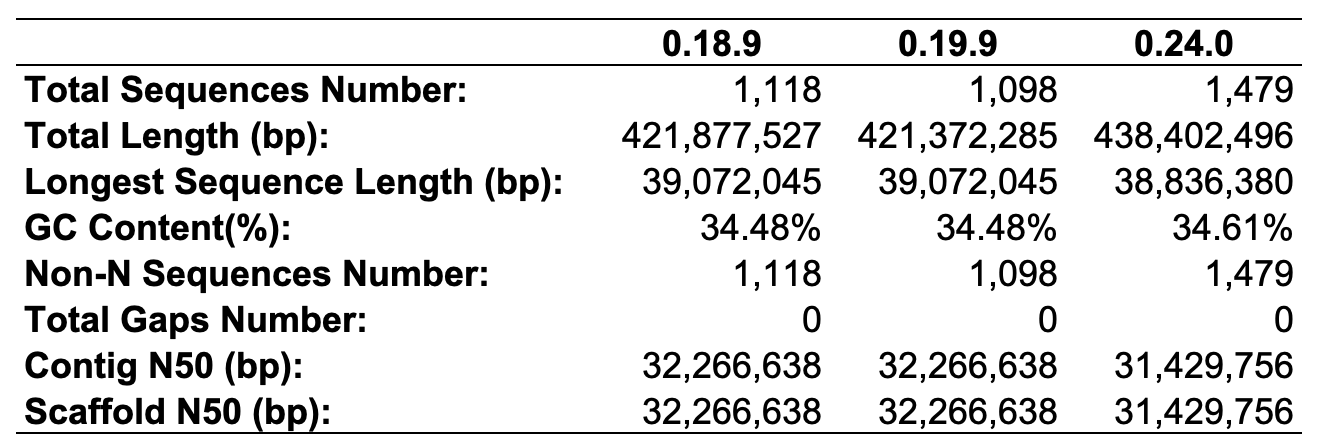 0.18.9 0.19.9 0.24.0
Total Sequences Number: 1,118 1,098 1,479
Total Length (bp): 421,877,527 421,372,285 438,402,496
Longest Sequence Length (bp): 39,072,045 39,072,045 38,836,380
GC Content(%): 34.48% 34.48% 34.61%
Non-N Sequences Number: 1,118 1,098 1,479
Total Gaps Number: 0 0 0
Contig N50 (bp): 32,266,638 32,266,638 31,429,756
Scaffold N50 (bp): 32,266,638 32,266,638 31,429,756